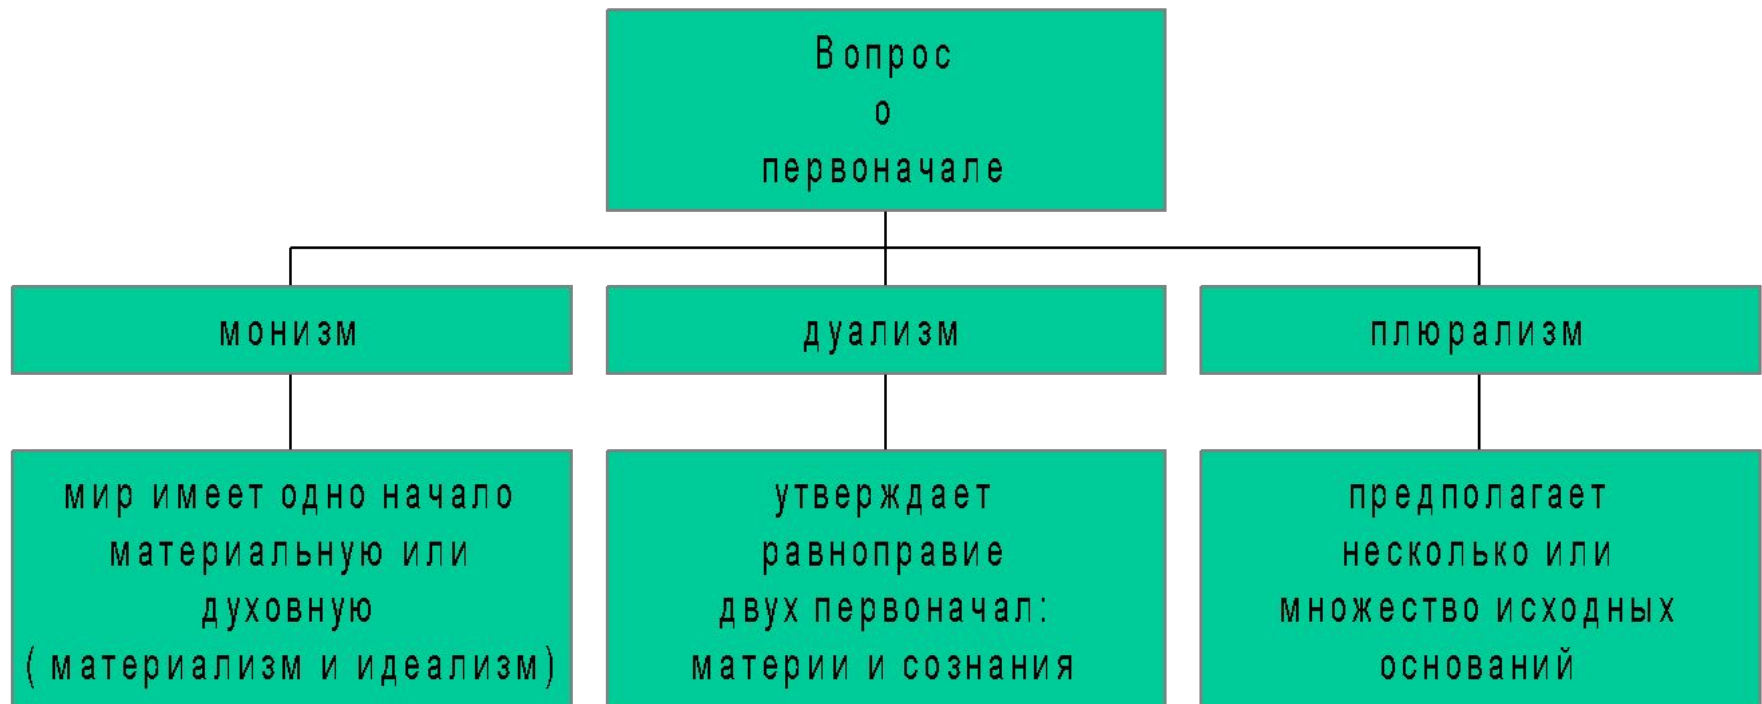 Вопрос
о
первоначале
монизм
дуализм
плюрализм
мир имеет одно начало
материальную или
духовную
( материализм и идеализм)
утверждает
равноправие
двух первоначал:
материи и сознания
предполагает
несколько или
множество исходных
оснований